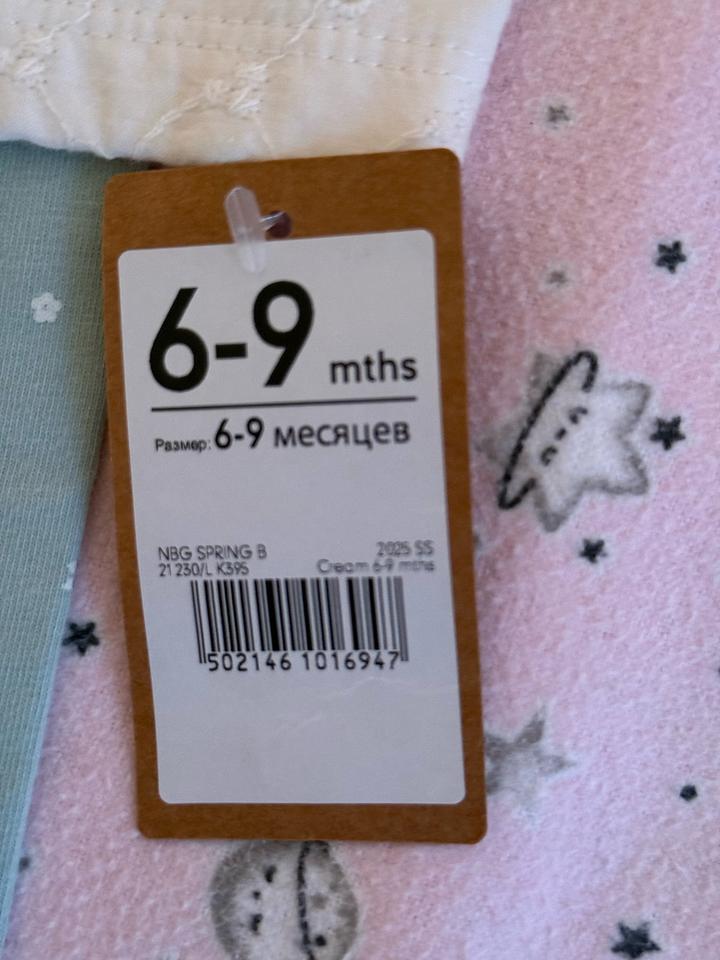 6-9 mths
Размер: 6-9 месяцев
NBG SPRING B 2025 SS
21 230/L K395 Cream 6-9 mths
502146 1016947